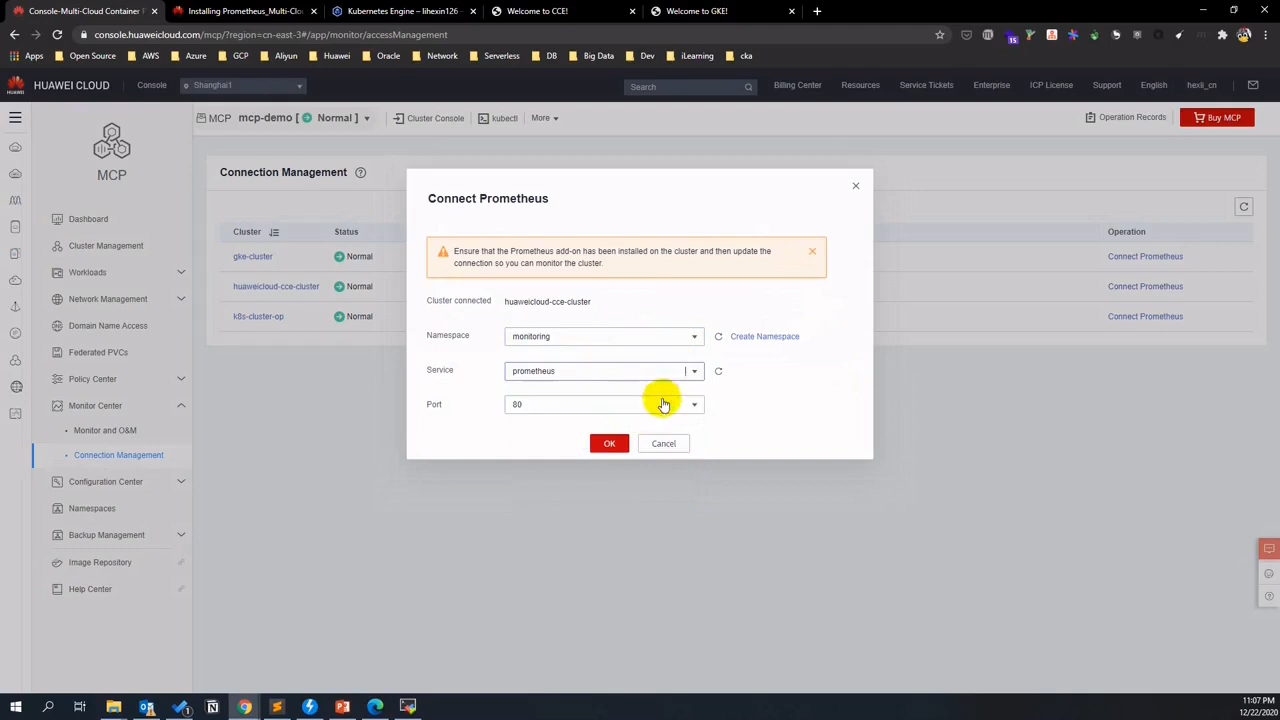 Console-Multi-Cloud Container P
Installing Prometheus_Multi-Clou
Kubernetes Engine – lihexin126 –
Welcome to CCE!
Welcome to GKE!
console.huaweicloud.com/mcp/?region=cn-east-3#/app/monitor/accessManagement
Apps
Open Source
AWS
Azure
GCP
Aliyun
Huawei
Oracle
Network
Serverless
DB
Big Data
Dev
iLearning
cka
HUAWEI CLOUD
Console
Shanghai1
Search
Billing Center
Resources
Service Tickets
Enterprise
ICP License
Support
English
hexli_cn
MCP
mcp-demo [ Normal ]
Cluster Console
kubectl
More
Operation Records
Buy MCP
MCP
Dashboard
Cluster Management
Workloads
Network Management
Domain Name Access
Federated PVCs
Policy Center
Monitor Center
Monitor and O&M
Connection Management
Configuration Center
Namespaces
Backup Management
Image Repository
Help Center
Connection Management
Cluster
Status
Operation
gke-cluster
Normal
Connect Prometheus
huaweicloud-cce-cluster
Normal
Connect Prometheus
k8s-cluster-op
Normal
Connect Prometheus
Connect Prometheus
Ensure that the Prometheus add-on has been installed on the cluster and then update the
connection so you can monitor the cluster.
Cluster connected
huaweicloud-cce-cluster
Namespace
monitoring
Create Namespace
Service
prometheus
Port
80
OK
Cancel
11:07 PM
12/22/2020